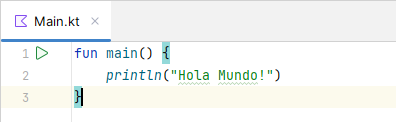 Main.kt
1 fun main() {
2     println("Hola Mundo!")
3 }